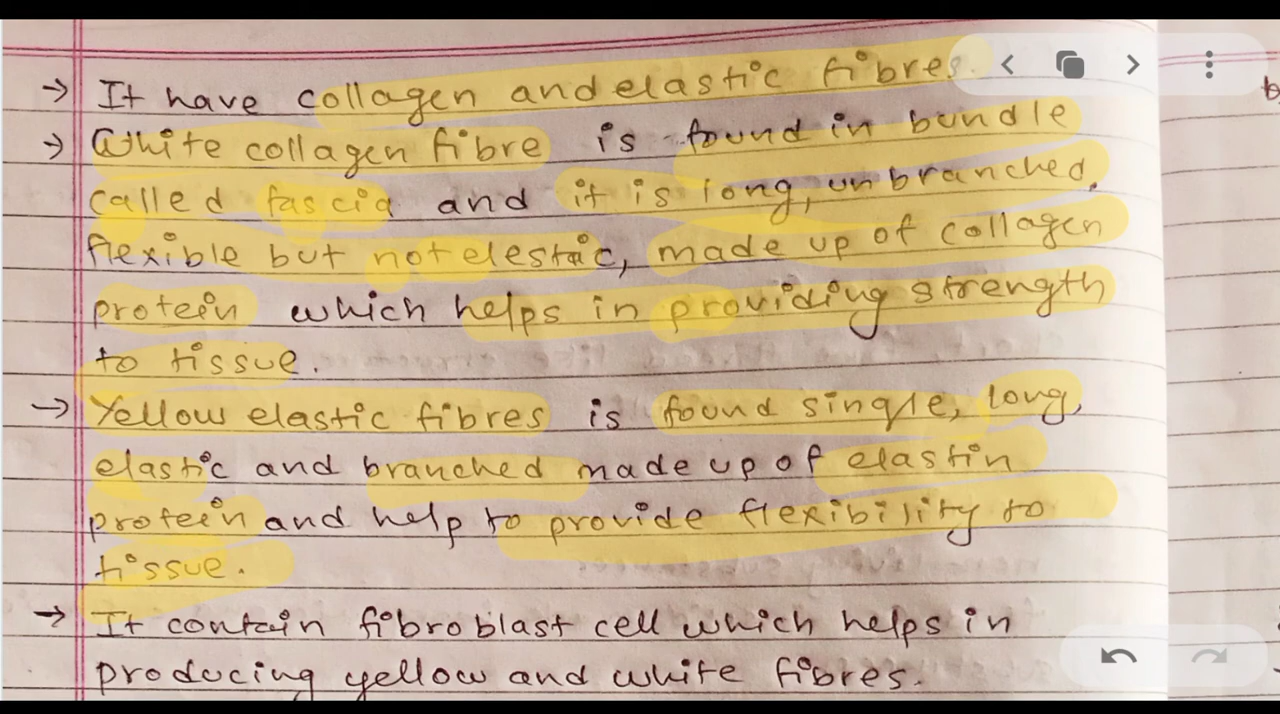 → It have collagen and elastic fibres.
→ White collagen fibre is found in bundle
called fascia and it is long, unbranched,
flexible but not elestic, made up of collagen
protein which helps in providing strength
to tissue.
→ Yellow elastic fibres is found single, long,
elastic and branched made up of elastin
protein and help to provide flexibility to
tissue.
→ It contain fibroblast cell which helps in
producing yellow and white fibres.